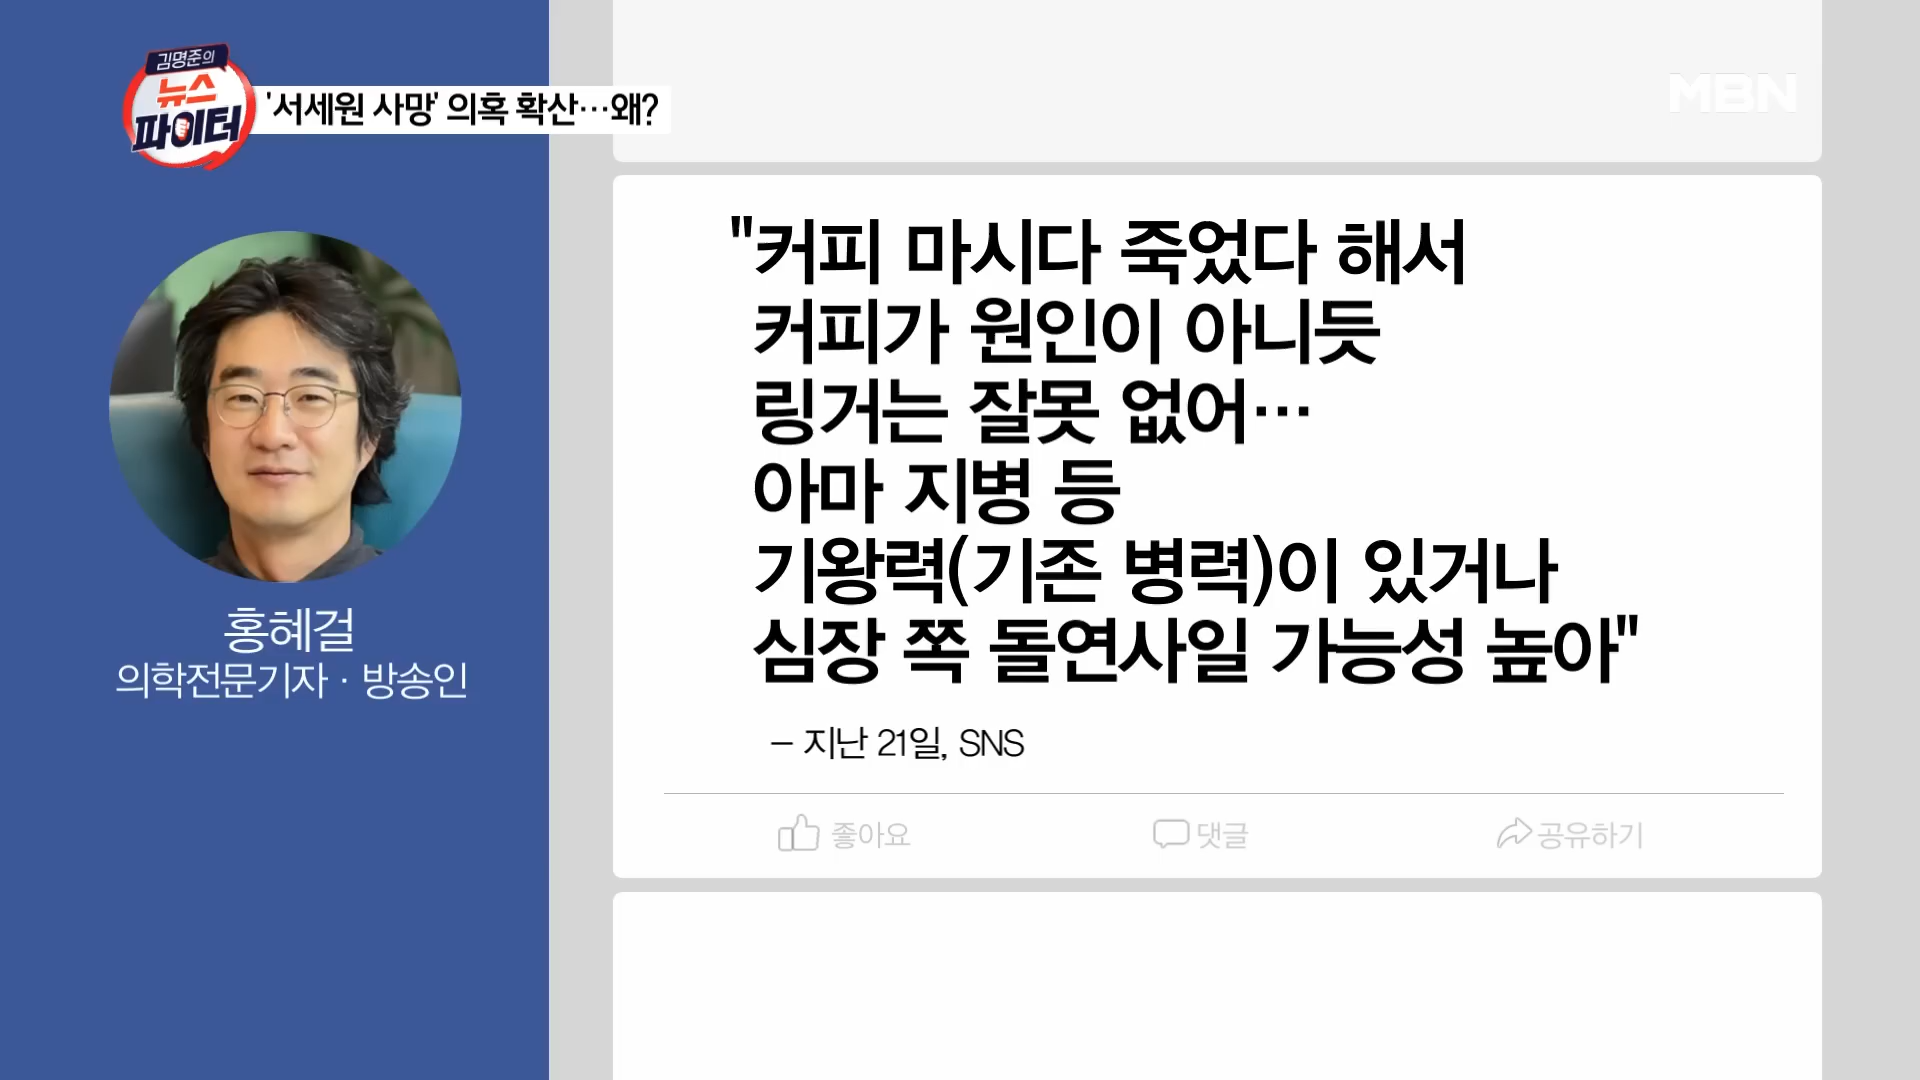 김명준의
뉴스
파이터
'서세원 사망' 의혹 확산…왜?
MBN
"커피 마시다 죽었다 해서
커피가 원인이 아니듯
링거는 잘못 없어…
아마 지병 등
기왕력(기존 병력)이 있거나
심장 쪽 돌연사일 가능성 높아"
– 지난 21일, SNS
좋아요 댓글 공유하기
홍혜걸
의학전문기자 · 방송인